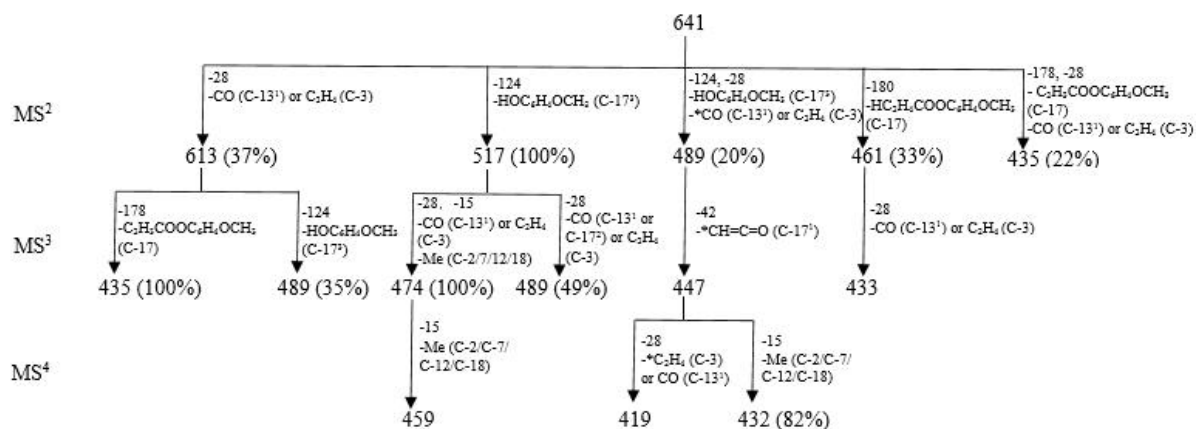 641
-28
-CO (C-13¹) or C₂H₄ (C-3)
-124
-HOC₆H₄OCH₃ (C-17³)
-124, -28
-HOC₆H₄OCH₃ (C-17³)
-*CO (C-13¹) or C₂H₄ (C-3)
-180
-HC₂H₄COOC₆H₄OCH₃
(C-17)
-178, -28
- C₂H₃COOC₆H₄OCH₃
(C-17)
-CO (C-13¹) or C₂H₄ (C-3)
MS²
613 (37%)
517 (100%)
489 (20%)
461 (33%)
435 (22%)
-178
-C₂H₃COOC₆H₄OCH₃
(C-17)
-124
-HOC₆H₄OCH₃
(C-17³)
-28, -15
-CO (C-13¹) or C₂H₄
(C-3)
-Me (C-2/7/12/18)
-28
-CO (C-13¹ or
C-17³) or C₂H₄
(C-3)
-42
-*CH=C=O (C-17¹)
-28
-CO (C-13¹) or C₂H₄ (C-3)
MS³
435 (100%)
489 (35%)
474 (100%)
489 (49%)
447
433
-15
-Me (C-2/C-7/
C-12/C-18)
-28
-*C₂H₄ (C-3)
or CO (C-13¹)
-15
-Me (C-2/C-7/
C-12/C-18)
MS⁴
459
419
432 (82%)